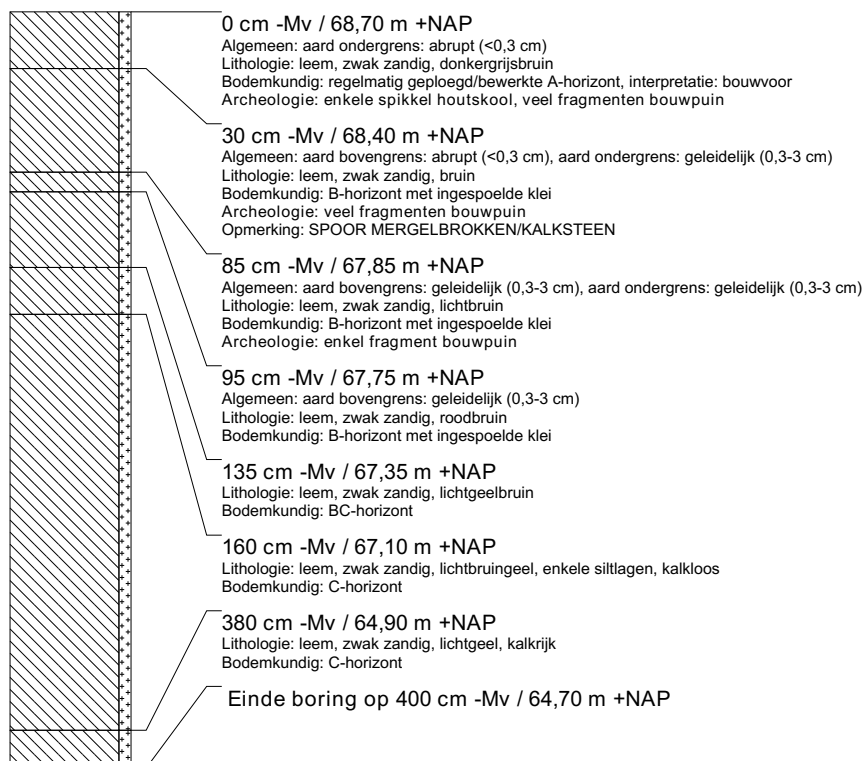 0 cm -Mv / 68,70 m +NAP
Algemeen: aard ondergrens: abrupt (<0,3 cm)
Lithologie: leem, zwak zandig, donkergrijsbruin
Bodemkundig: regelmatig geploegd/bewerkte A-horizont, interpretatie: bouwvoor
Archeologie: enkele spikkel houtskool, veel fragmenten bouwpuin
30 cm -Mv / 68,40 m +NAP
Algemeen: aard bovengrens: abrupt (<0,3 cm), aard ondergrens: geleidelijk (0,3-3 cm)
Lithologie: leem, zwak zandig, bruin
Bodemkundig: B-horizont met ingespoelde klei
Archeologie: veel fragmenten bouwpuin
Opmerking: SPOOR MERGELBROKKEN/KALKSTEEN
85 cm -Mv / 67,85 m +NAP
Algemeen: aard bovengrens: geleidelijk (0,3-3 cm), aard ondergrens: geleidelijk (0,3-3 cm)
Lithologie: leem, zwak zandig, lichtbruin
Bodemkundig: B-horizont met ingespoelde klei
Archeologie: enkel fragment bouwpuin
95 cm -Mv / 67,75 m +NAP
Algemeen: aard bovengrens: geleidelijk (0,3-3 cm)
Lithologie: leem, zwak zandig, roodbruin
Bodemkundig: B-horizont met ingespoelde klei
135 cm -Mv / 67,35 m +NAP
Lithologie: leem, zwak zandig, lichtgeelbruin
Bodemkundig: BC-horizont
160 cm -Mv / 67,10 m +NAP
Lithologie: leem, zwak zandig, lichtbruingeel, enkele siltlagen, kalkloos
Bodemkundig: C-horizont
380 cm -Mv / 64,90 m +NAP
Lithologie: leem, zwak zandig, lichtgeel, kalkrijk
Bodemkundig: C-horizont
Einde boring op 400 cm -Mv / 64,70 m +NAP